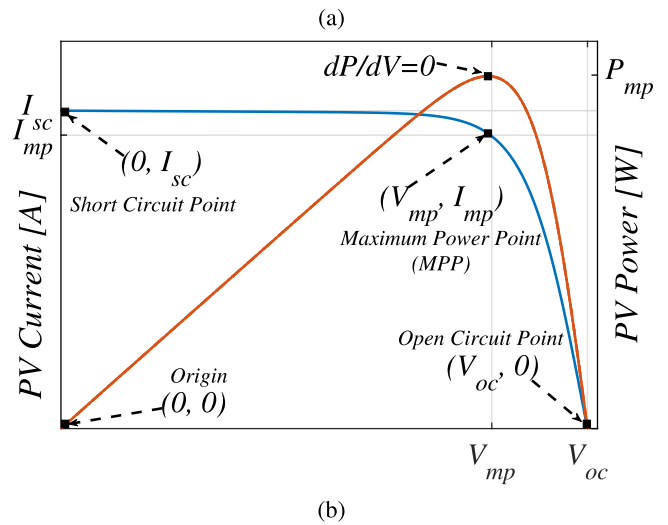 (a)
dP/dV=0
P_mp
I_sc
I_mp
(0, I_sc)
Short Circuit Point
(V_mp, I_mp)
Maximum Power Point
(MPP)
PV Current [A]
PV Power [W]
Open Circuit Point
(V_oc, 0)
Origin
(0, 0)
V_mp
V_oc
(b)